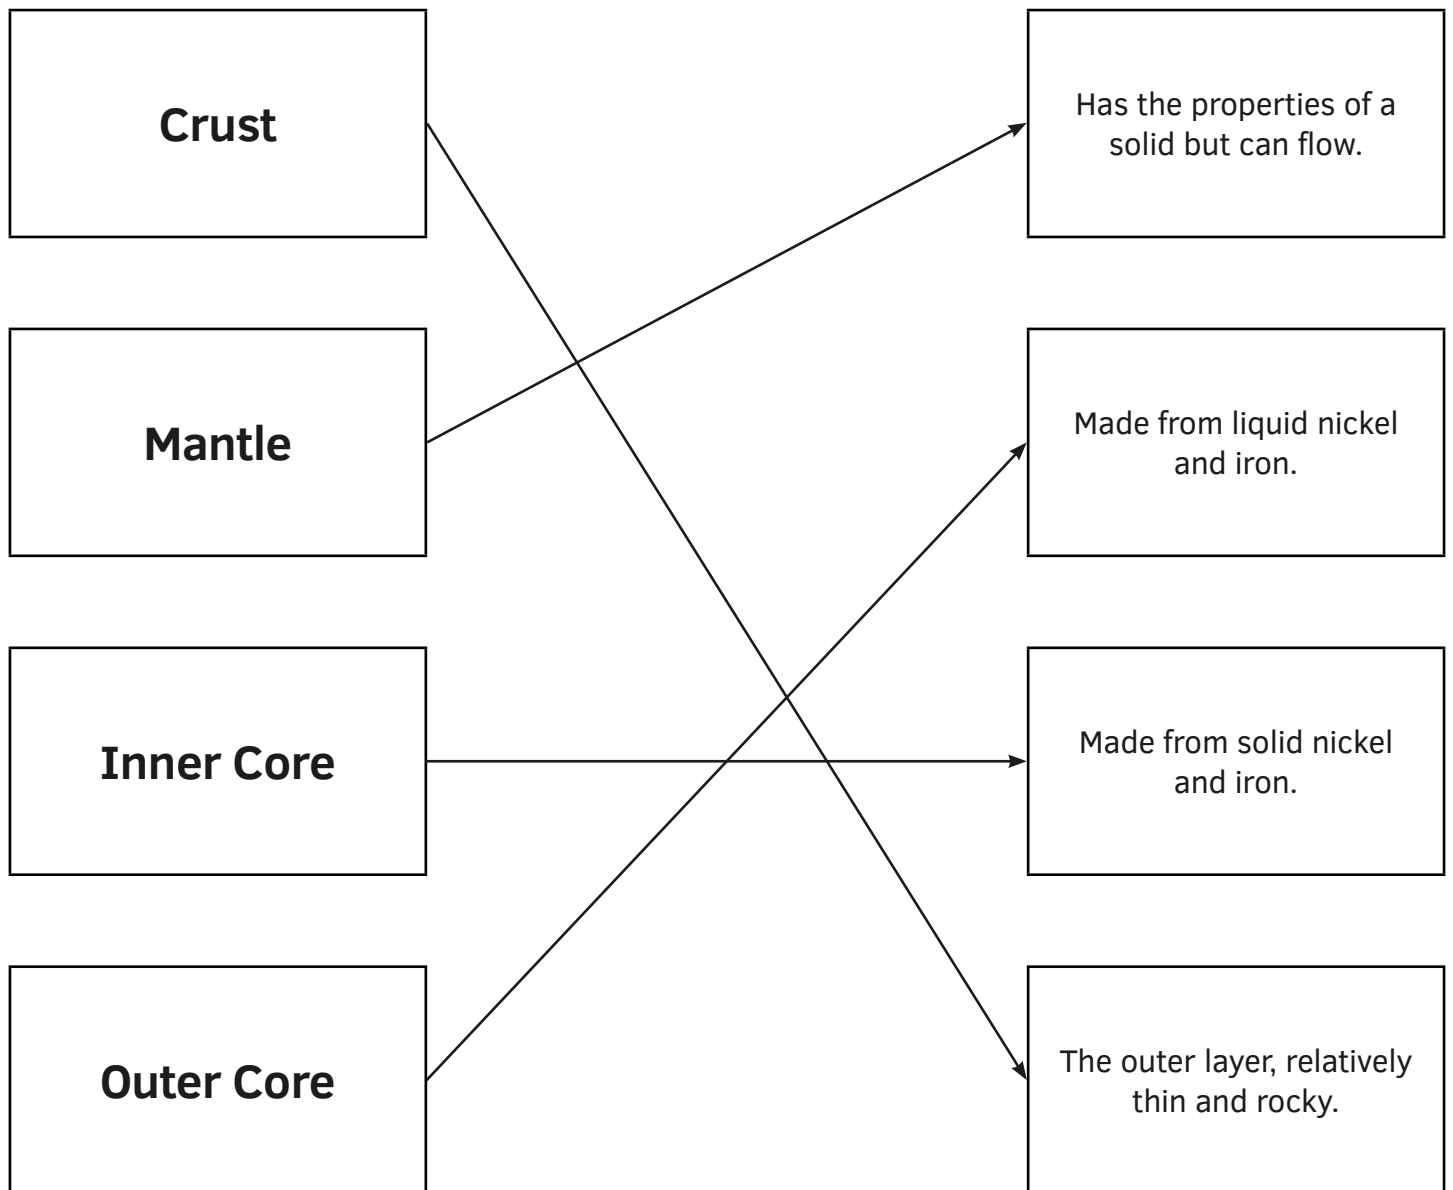 Crust
Has the properties of a
solid but can flow.
Mantle
Made from liquid nickel
and iron.
Inner Core
Made from solid nickel
and iron.
Outer Core
The outer layer, relatively
thin and rocky.